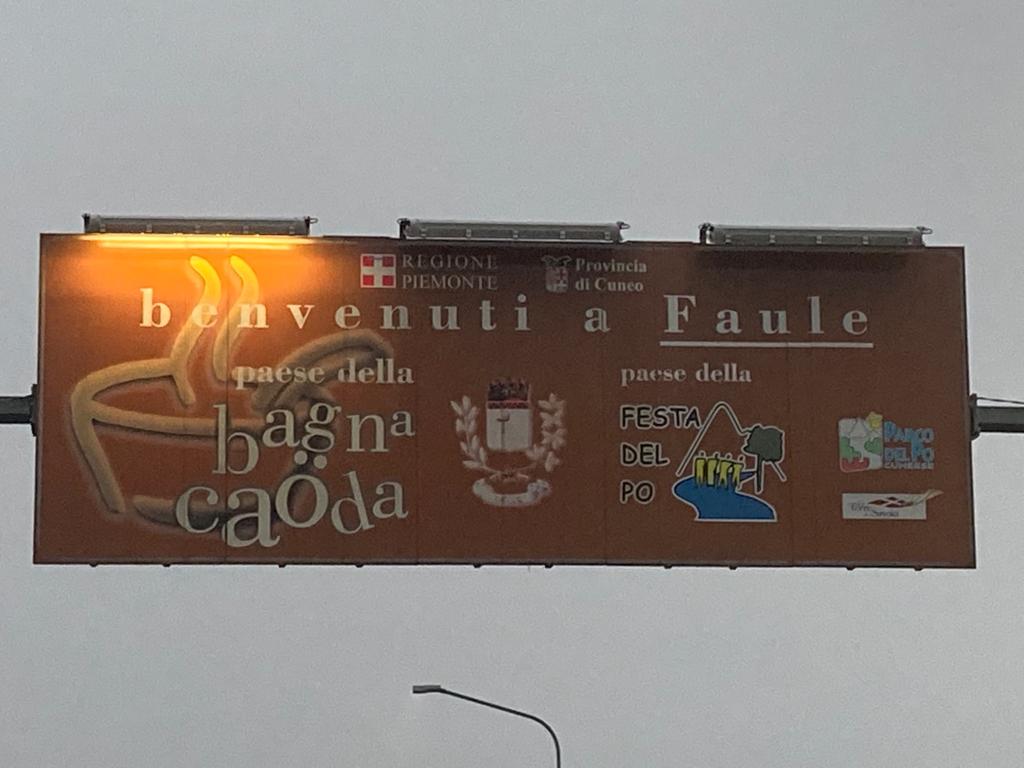 REGIONE
PIEMONTE
Provincia
di Cuneo
benvenuti a Faule
paese della
bagna
caöda
paese della
FESTA
DEL
PO
PARCO
DEL PO
CUNEESE